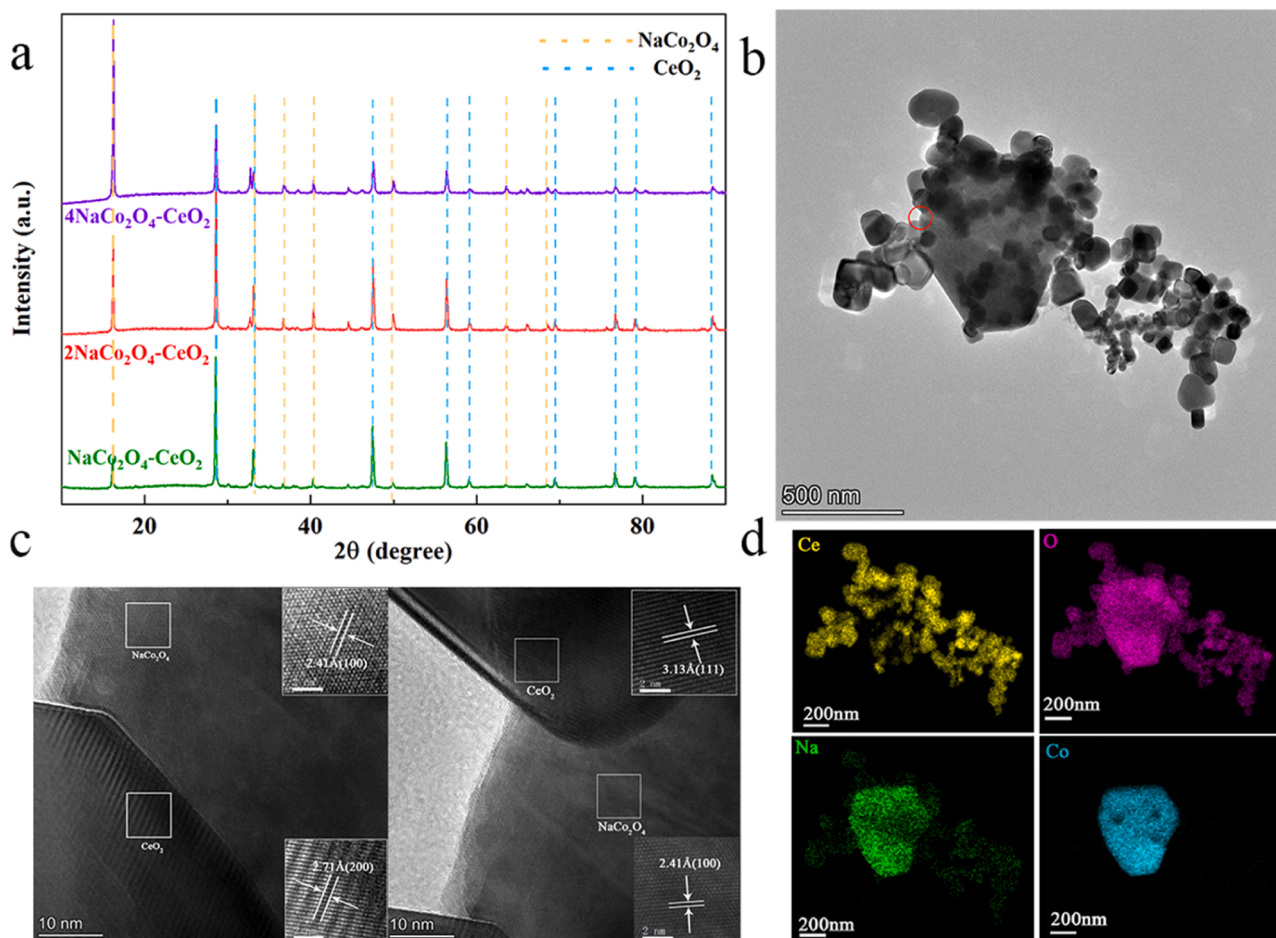 a
Intensity (a.u.)
NaCo₂O₄
CeO₂
4NaCo₂O₄-CeO₂
2NaCo₂O₄-CeO₂
NaCo₂O₄-CeO₂
20 40 60 80
2θ (degree)
b
500 nm
c
NaCo₂O₄
2.41Å(100)
CeO₂
2.71Å(200)
10 nm
CeO₂
3.13Å(111)
2 nm
NaCo₂O₄
2.41Å(100)
2 nm
10 nm
d
Ce
200nm
O
200nm
Na
200nm
Co
200nm